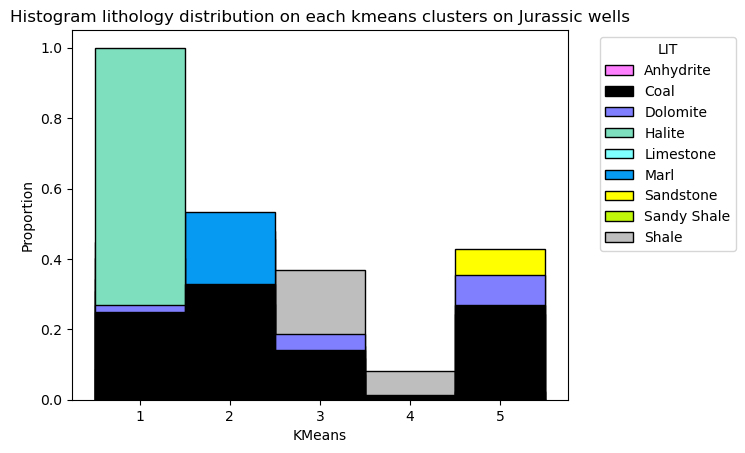 Histogram lithology distribution on each kmeans clusters on Jurassic wells
LIT
Anhydrite
Coal
Dolomite
Halite
Limestone
Marl
Sandstone
Sandy Shale
Shale
Proportion
1.0
0.8
0.6
0.4
0.2
0.0
1 2 3 4 5
KMeans